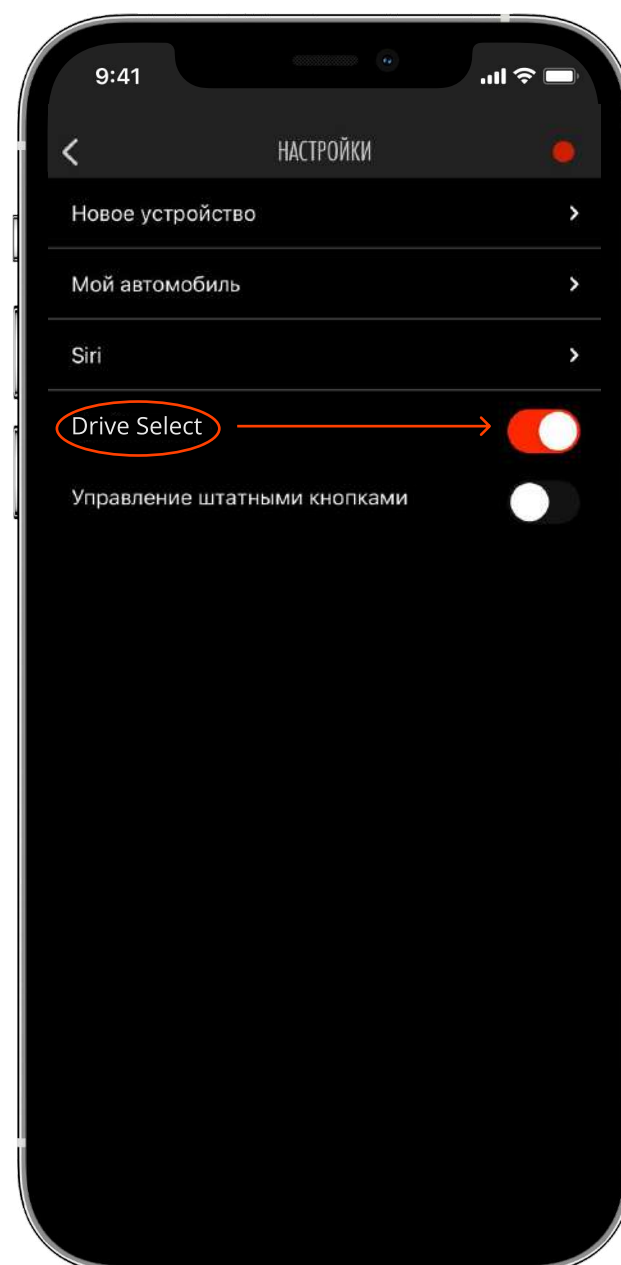 9:41
НАСТРОЙКИ
Новое устройство
Мой автомобиль
Siri
Drive Select
Управление штатными кнопками